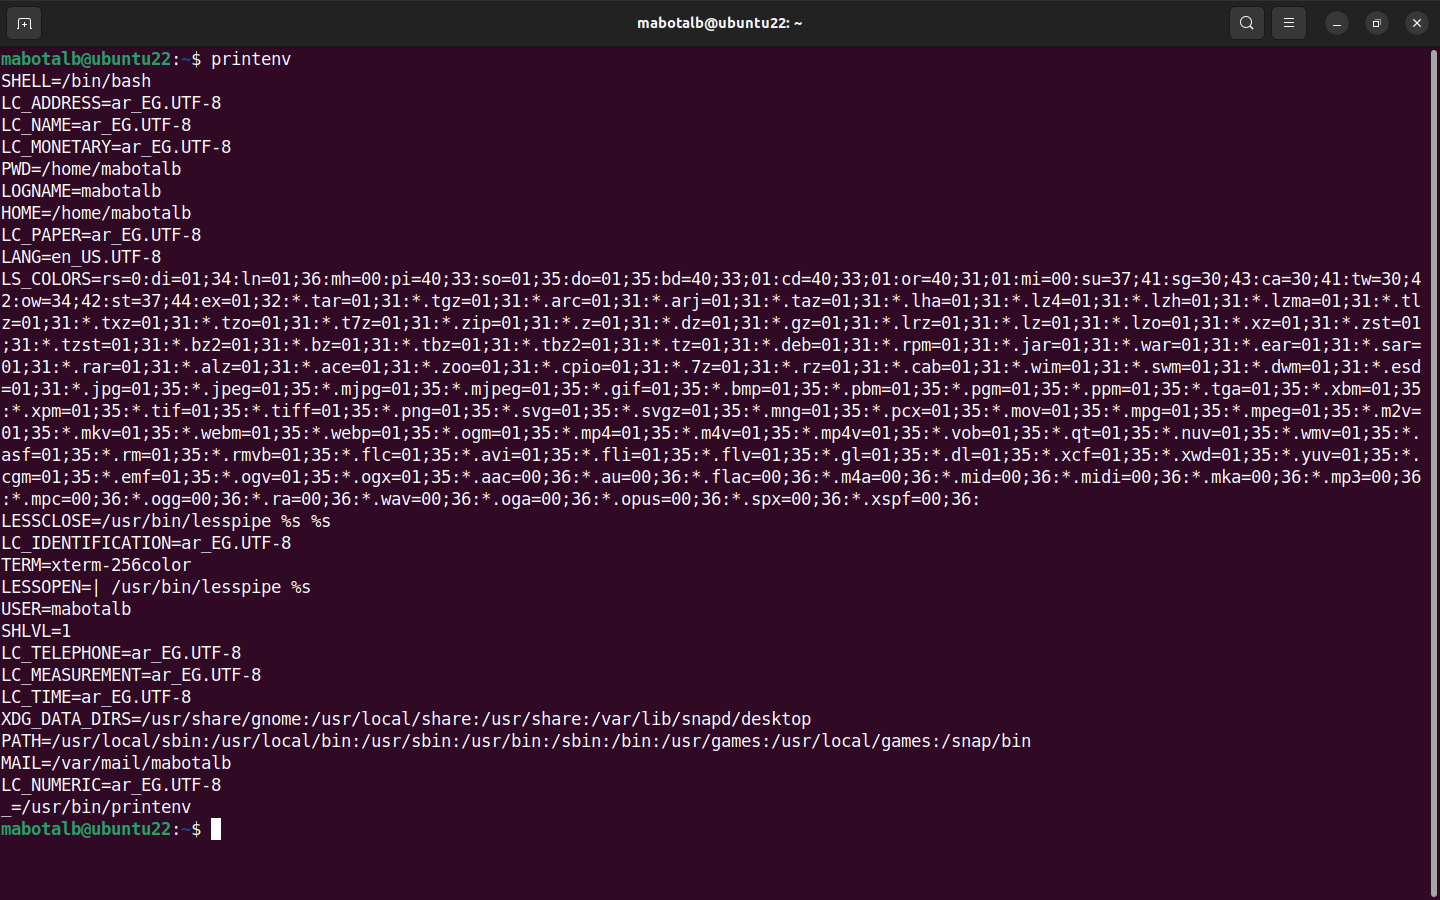 mabotalb@ubuntu22: ~
mabotalb@ubuntu22:~$ printenv
SHELL=/bin/bash
LC_ADDRESS=ar_EG.UTF-8
LC_NAME=ar_EG.UTF-8
LC_MONETARY=ar_EG.UTF-8
PWD=/home/mabotalb
LOGNAME=mabotalb
HOME=/home/mabotalb
LC_PAPER=ar_EG.UTF-8
LANG=en_US.UTF-8
LS_COLORS=rs=0:di=01;34:ln=01;36:mh=00:pi=40;33:so=01;35:do=01;35:bd=40;33;01:cd=40;33;01:or=40;31;01:mi=00:su=37;41:sg=30;43:ca=30;41:tw=30;4
2:ow=34;42:st=37;44:ex=01;32:*.tar=01;31:*.tgz=01;31:*.arc=01;31:*.arj=01;31:*.taz=01;31:*.lha=01;31:*.lz4=01;31:*.lzh=01;31:*.lzma=01;31:*.tl
z=01;31:*.txz=01;31:*.tzo=01;31:*.t7z=01;31:*.zip=01;31:*.z=01;31:*.dz=01;31:*.gz=01;31:*.lrz=01;31:*.lz=01;31:*.lzo=01;31:*.xz=01;31:*.zst=01
;31:*.tzst=01;31:*.bz2=01;31:*.bz=01;31:*.tbz=01;31:*.tbz2=01;31:*.tz=01;31:*.deb=01;31:*.rpm=01;31:*.jar=01;31:*.war=01;31:*.ear=01;31:*.sar=
01;31:*.rar=01;31:*.alz=01;31:*.ace=01;31:*.zoo=01;31:*.cpio=01;31:*.7z=01;31:*.rz=01;31:*.cab=01;31:*.wim=01;31:*.swm=01;31:*.dwm=01;31:*.esd
=01;31:*.jpg=01;35:*.jpeg=01;35:*.mjpg=01;35:*.mjpeg=01;35:*.gif=01;35:*.bmp=01;35:*.pbm=01;35:*.pgm=01;35:*.ppm=01;35:*.tga=01;35:*.xbm=01;35
:*.xpm=01;35:*.tif=01;35:*.tiff=01;35:*.png=01;35:*.svg=01;35:*.svgz=01;35:*.mng=01;35:*.pcx=01;35:*.mov=01;35:*.mpg=01;35:*.mpeg=01;35:*.m2v=
01;35:*.mkv=01;35:*.webm=01;35:*.webp=01;35:*.ogm=01;35:*.mp4=01;35:*.m4v=01;35:*.mp4v=01;35:*.vob=01;35:*.qt=01;35:*.nuv=01;35:*.wmv=01;35:*.
asf=01;35:*.rm=01;35:*.rmvb=01;35:*.flc=01;35:*.avi=01;35:*.fli=01;35:*.flv=01;35:*.gl=01;35:*.dl=01;35:*.xcf=01;35:*.xwd=01;35:*.yuv=01;35:*.
cgm=01;35:*.emf=01;35:*.ogv=01;35:*.ogx=01;35:*.aac=00;36:*.au=00;36:*.flac=00;36:*.m4a=00;36:*.mid=00;36:*.midi=00;36:*.mka=00;36:*.mp3=00;36
:*.mpc=00;36:*.ogg=00;36:*.ra=00;36:*.wav=00;36:*.oga=00;36:*.opus=00;36:*.spx=00;36:*.xspf=00;36:
LESSCLOSE=/usr/bin/lesspipe %s %s
LC_IDENTIFICATION=ar_EG.UTF-8
TERM=xterm-256color
LESSOPEN=| /usr/bin/lesspipe %s
USER=mabotalb
SHLVL=1
LC_TELEPHONE=ar_EG.UTF-8
LC_MEASUREMENT=ar_EG.UTF-8
LC_TIME=ar_EG.UTF-8
XDG_DATA_DIRS=/usr/share/gnome:/usr/local/share:/usr/share:/var/lib/snapd/desktop
PATH=/usr/local/sbin:/usr/local/bin:/usr/sbin:/usr/bin:/sbin:/bin:/usr/games:/usr/local/games:/snap/bin
MAIL=/var/mail/mabotalb
LC_NUMERIC=ar_EG.UTF-8
_=/usr/bin/printenv
mabotalb@ubuntu22:~$